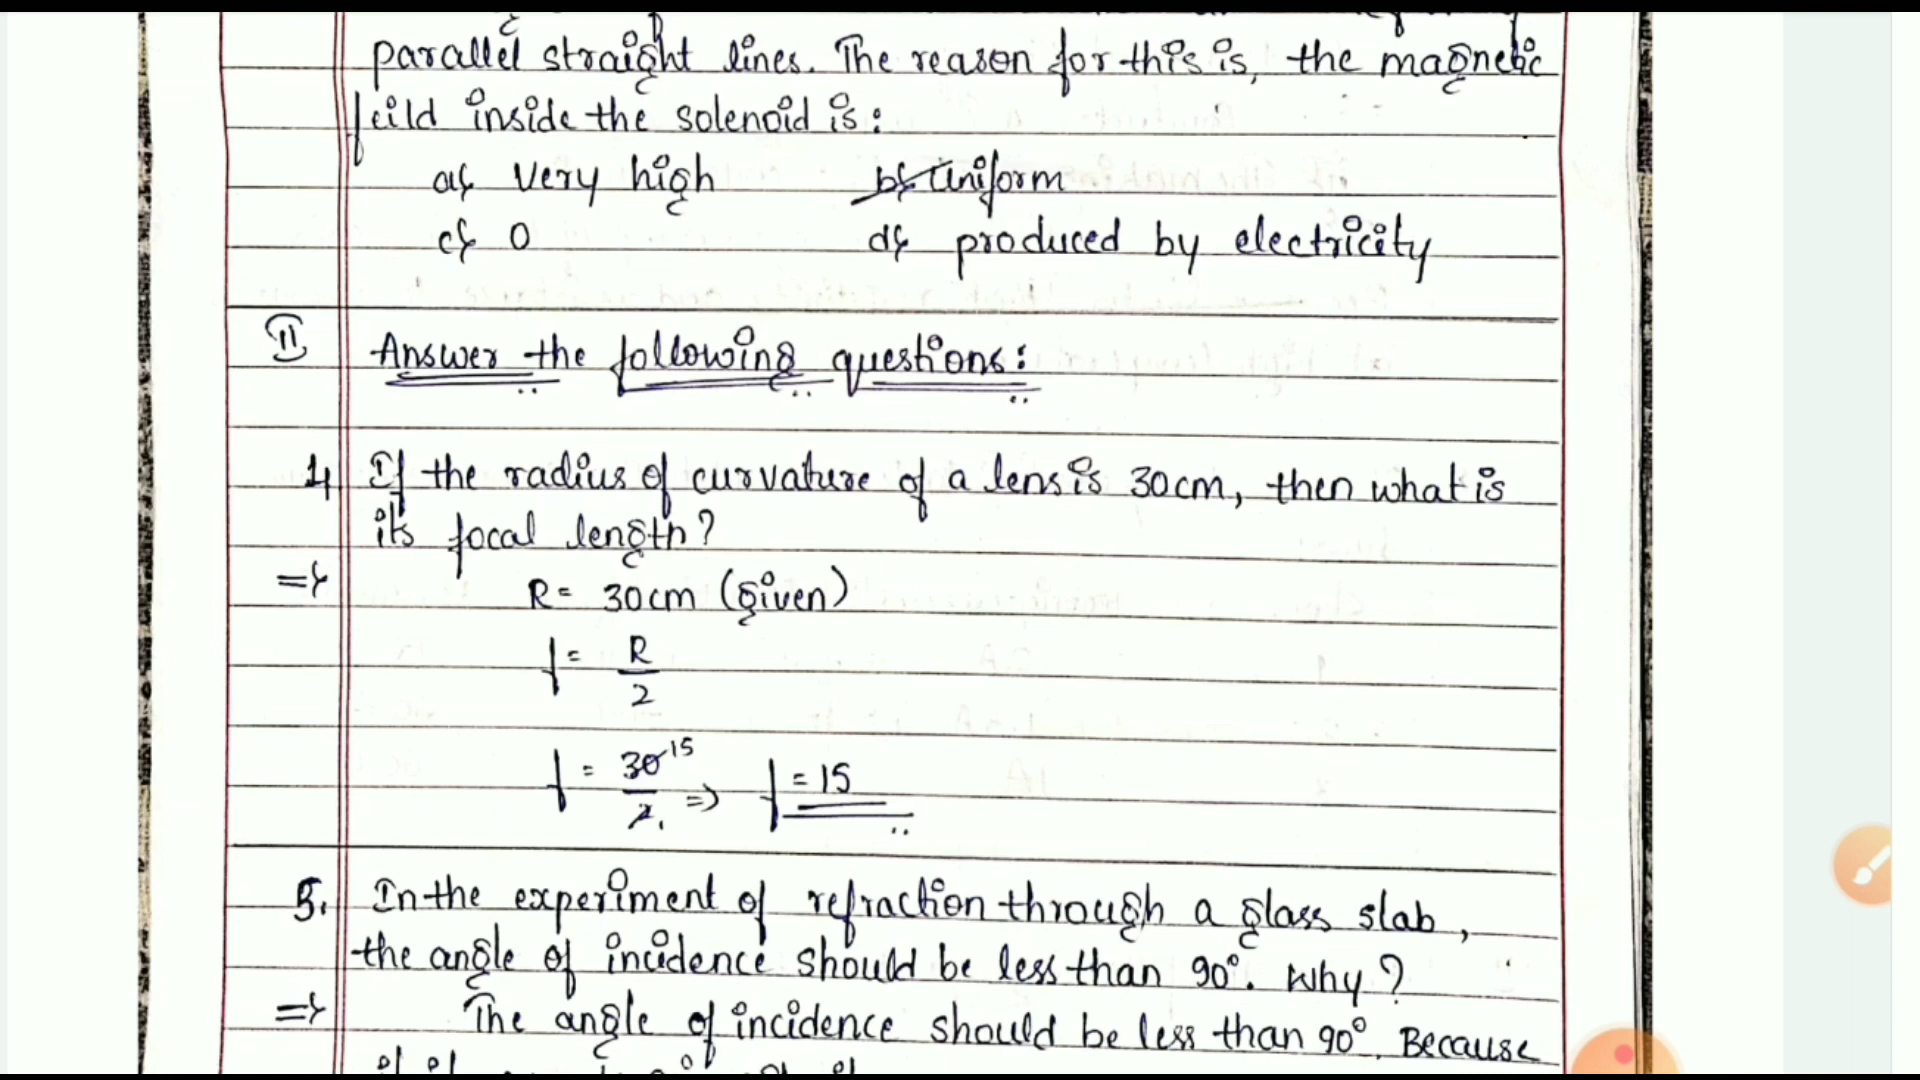 parallel straight lines. The reason for this is, the magnetic
feild inside the solenoid is:
a) Very high b) Uniform
c) 0 d) produced by electricity
II Answer the following questions:
4 If the radius of curvature of a lens is 30cm, then what is
its focal length?
=> R= 30cm (given)
f = R/2
f = 30/2 15 => f = 15
5. In the experiment of refraction through a glass slab,
the angle of incidence should be less than 90°. Why?
=> The angle of incidence should be less than 90°. Because